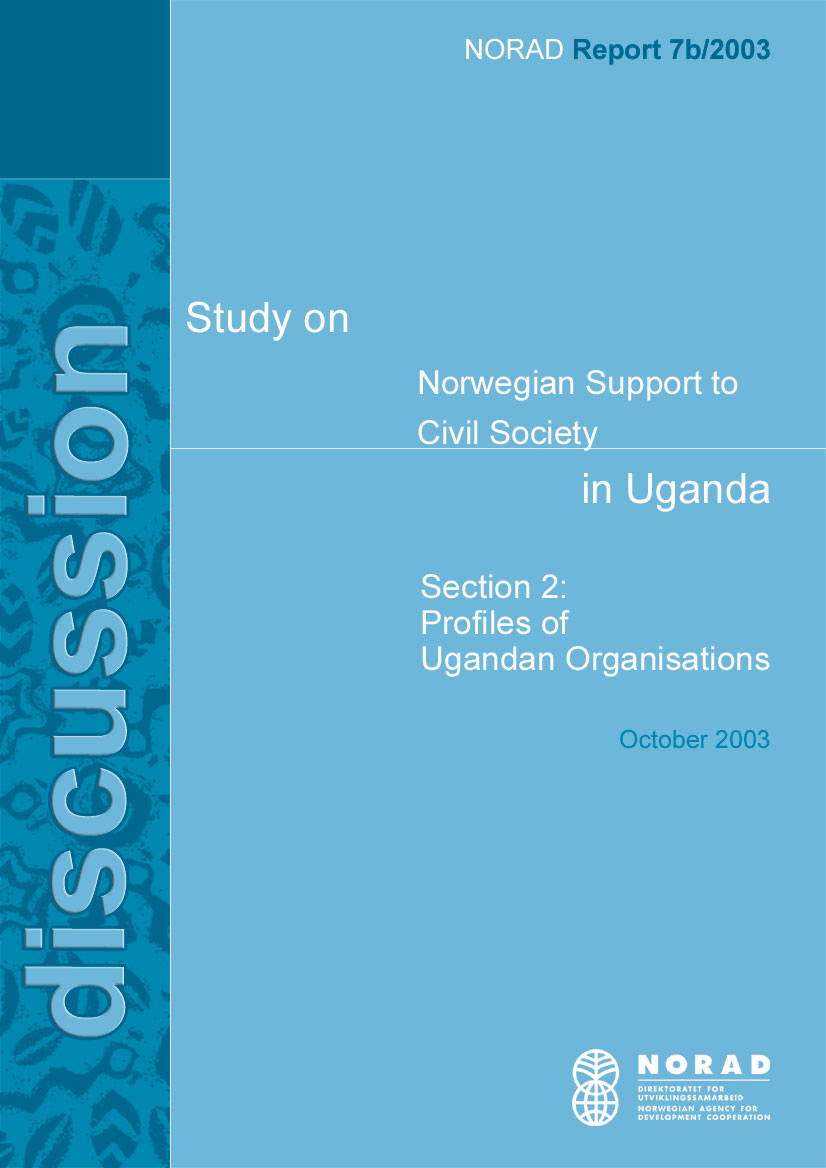 NORAD Report 7b/2003
discussion
Study on
Norwegian Support to
Civil Society
in Uganda
Section 2:
Profiles of
Ugandan Organisations
October 2003
NORAD
DIREKTORATET FOR
UTVIKLINGSSAMARBEID
NORWEGIAN AGENCY FOR
DEVELOPMENT COOPERATION